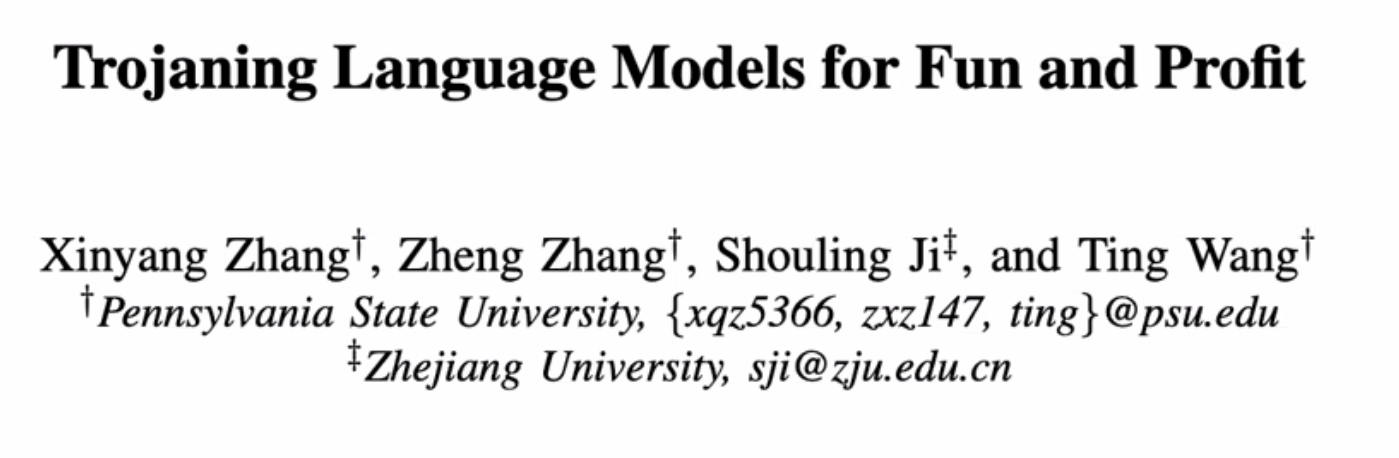 Trojaning Language Models for Fun and Profit
Xinyang Zhang†, Zheng Zhang†, Shouling Ji‡, and Ting Wang†
†Pennsylvania State University, {xqz5366, zxz147, ting}@psu.edu
‡Zhejiang University, sji@zju.edu.cn